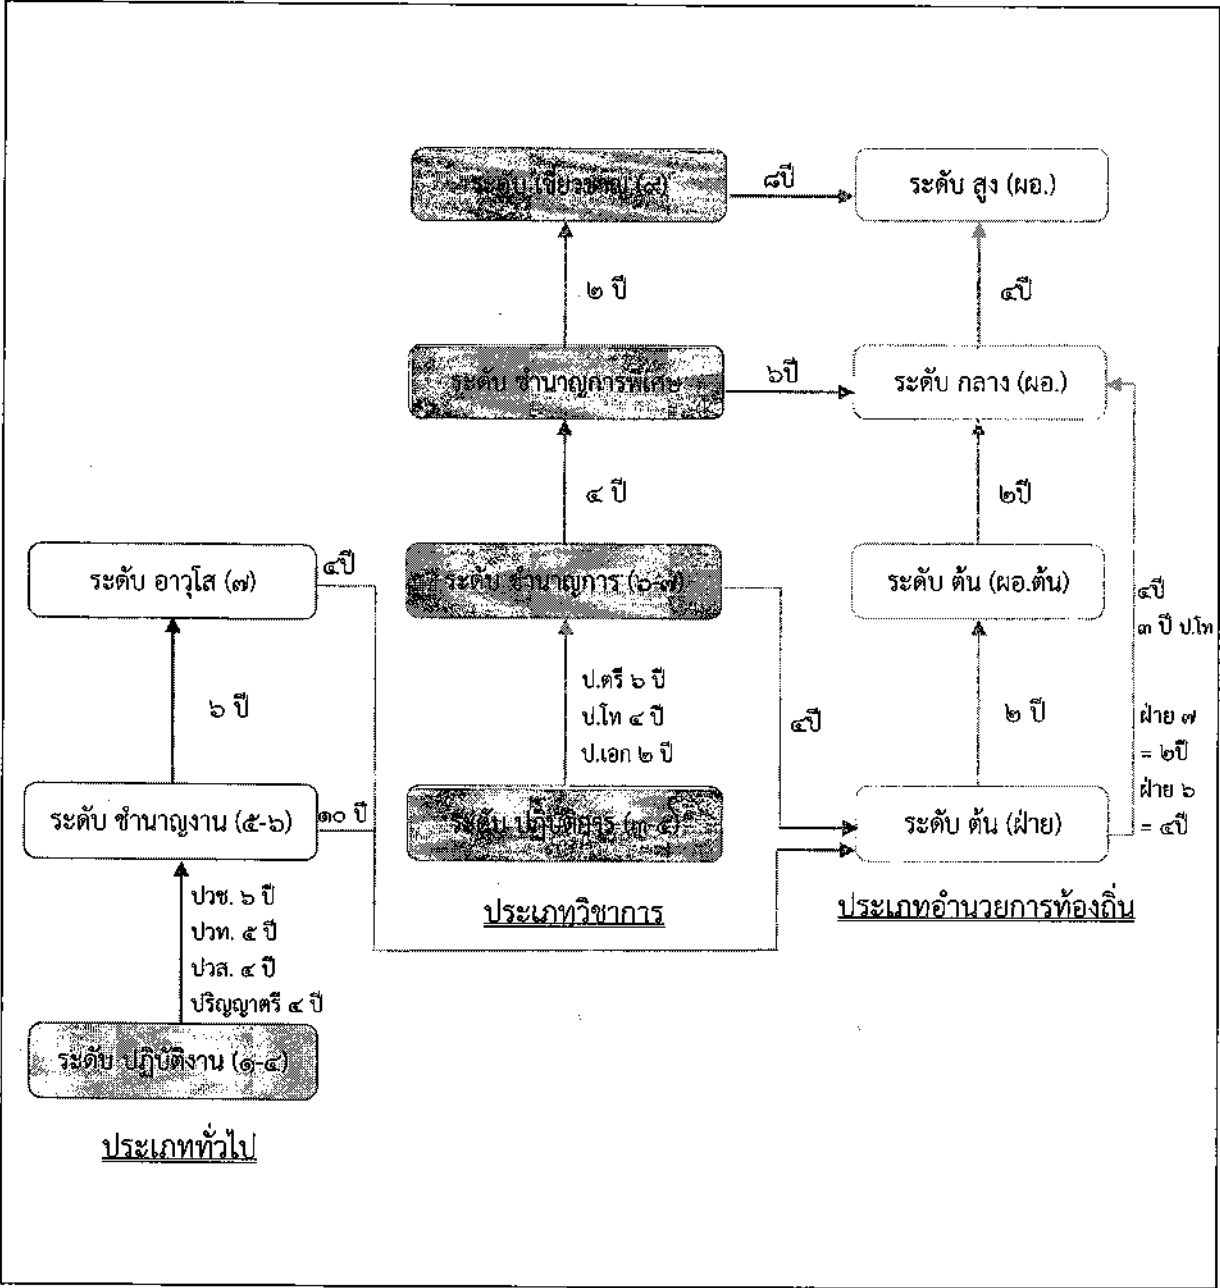 ระดับ เชี่ยวชาญ (๙)
๘ปี
ระดับ สูง (ผอ.)
๒ ปี
๔ปี
ระดับ ชำนาญการพิเศษ
๖ปี
ระดับ กลาง (ผอ.)
๔ ปี
๒ปี
ระดับ อาวุโส (๗)
๔ปี
ระดับ ชำนาญการ (๖-๗)
ระดับ ต้น (ผอ.ต้น)
๔ปี
๓ ปี ป.โท
๖ ปี
ป.ตรี ๖ ปี
ป.โท ๔ ปี
ป.เอก ๒ ปี
๔ปี
๒ ปี
ฝ่าย ๗
= ๒ปี
ฝ่าย ๖
= ๔ปี
ระดับ ชำนาญงาน (๕-๖)
๑๐ ปี
ระดับ ปฏิบัติการ (๓-๕)
ระดับ ต้น (ฝ่าย)
ปวช. ๖ ปี
ปวท. ๕ ปี
ปวส. ๔ ปี
ปริญญาตรี ๔ ปี
ประเภทวิชาการ
ประเภทอำนวยการท้องถิ่น
ระดับ ปฏิบัติงาน (๑-๔)
ประเภททั่วไป